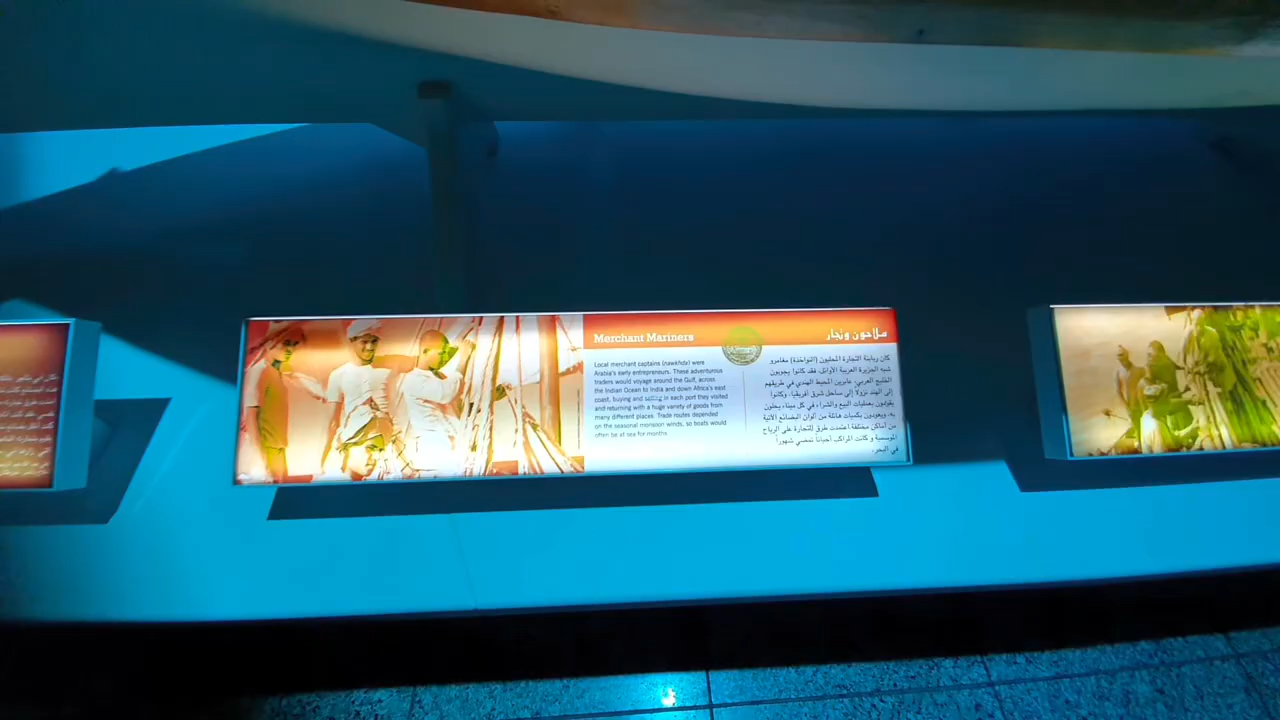 Merchant Mariners
Local merchant captains (nawkhda) were
Arabia's early entrepreneurs. These adventurous
traders would voyage around the Gulf, across
the Indian Ocean to India and down Africa's east
coast, buying and selling in each port they visited
and returning with a huge variety of goods from
many different places. Trade routes depended
on the seasonal monsoon winds, so boats would
often be at sea for months.
ملاحون وتجار
كان ربابنة التجارة المحليون (النواخذة) مغامرو
شبه الجزيرة العربية الأوائل، فقد كانوا يجوبون
الخليج العربي، عابرين المحيط الهندي في طريقهم
إلى الهند نزولا إلى ساحل شرق أفريقيا، وكانوا
يقومون بعمليات البيع والشراء في كل ميناء يحلون
به، ويعودون بكميات هائلة من ألوان البضائع الآتية
من أماكن مختلفة. اعتمدت طرق التجارة على الرياح
الموسمية و كانت المراكب أحياناً تمضي شهوراً
في البحر.